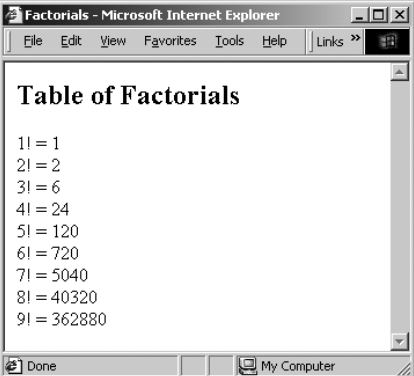 Factorials - Microsoft Internet Explorer
File Edit View Favorites Tools Help Links »
Table of Factorials
1! = 1
2! = 2
3! = 6
4! = 24
5! = 120
6! = 720
7! = 5040
8! = 40320
9! = 362880
Done My Computer